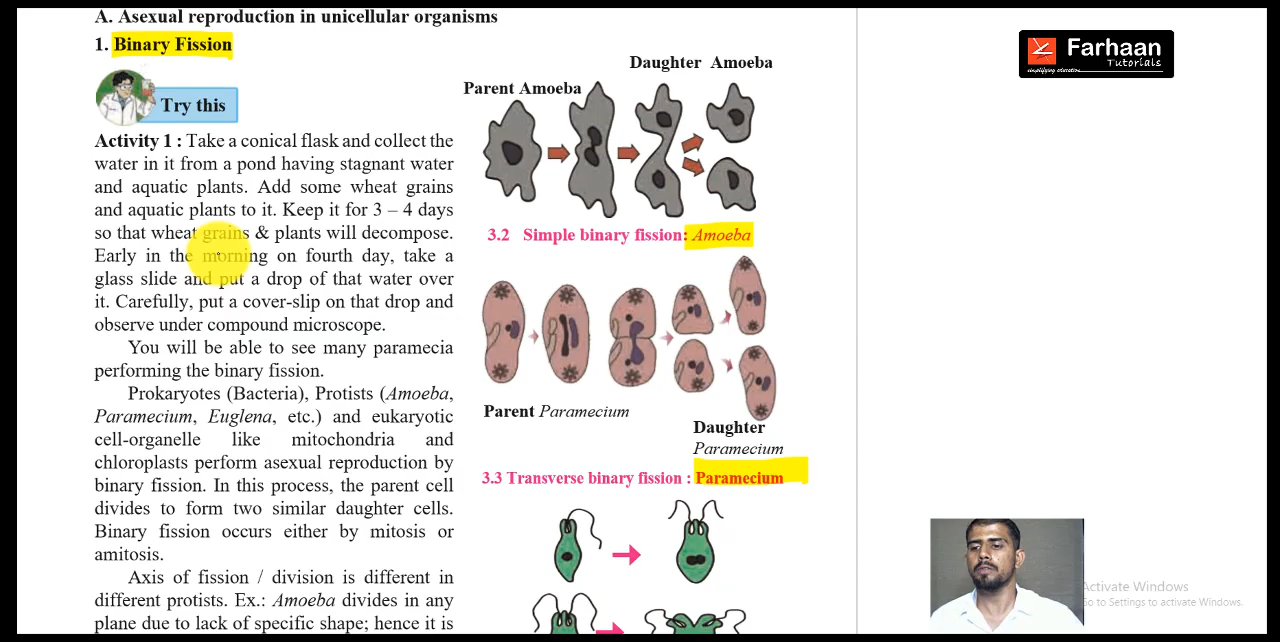 A. Asexual reproduction in unicellular organisms
1. Binary Fission
Try this
Activity 1 : Take a conical flask and collect the
water in it from a pond having stagnant water
and aquatic plants. Add some wheat grains
and aquatic plants to it. Keep it for 3 – 4 days
so that wheat grains & plants will decompose.
Early in the morning on fourth day, take a
glass slide and put a drop of that water over
it. Carefully, put a cover-slip on that drop and
observe under compound microscope.
You will be able to see many paramecia
performing the binary fission.
Prokaryotes (Bacteria), Protists (Amoeba,
Paramecium, Euglena, etc.) and eukaryotic
cell-organelle like mitochondria and
chloroplasts perform asexual reproduction by
binary fission. In this process, the parent cell
divides to form two similar daughter cells.
Binary fission occurs either by mitosis or
amitosis.
Axis of fission / division is different in
different protists. Ex.: Amoeba divides in any
plane due to lack of specific shape; hence it is
Daughter Amoeba
Parent Amoeba
3.2 Simple binary fission: Amoeba
Parent Paramecium
Daughter
Paramecium
3.3 Transverse binary fission : Paramecium
Farhaan
Tutorials
simplifying education
Activate Windows
Go to Settings to activate Windows.